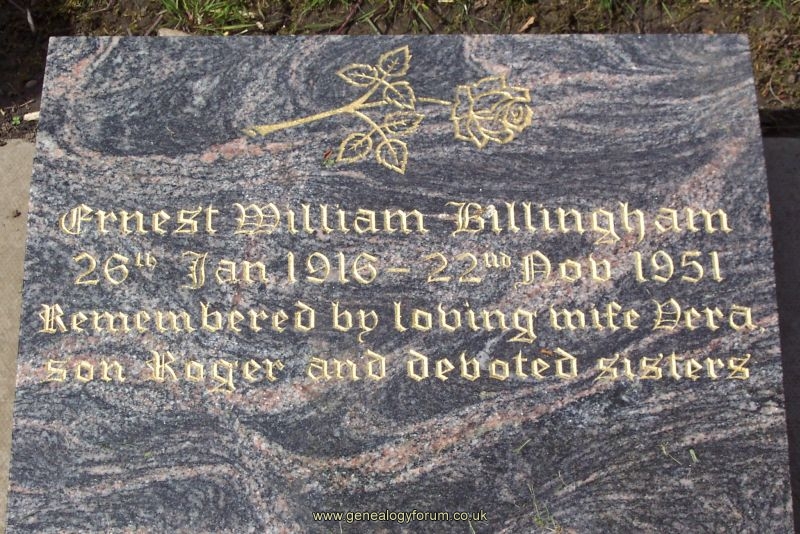 Ernest William Billingham
26th Jan 1916 – 22nd Nov 1951
Remembered by loving wife Vera,
son Roger and devoted sisters
www.genealogyforum.co.uk